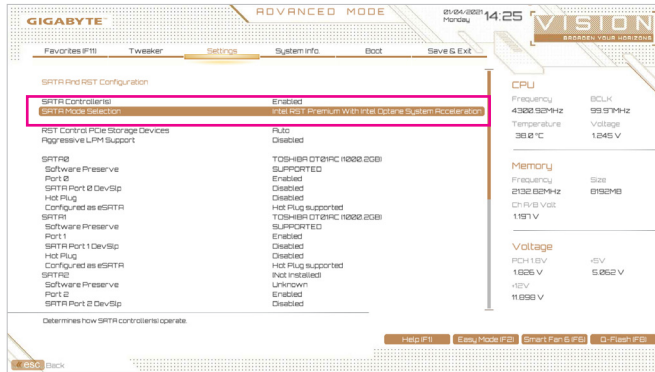 GIGABYTE™
ADVANCED MODE
01/04/2021
Monday
14:25
VISION
BROADEN YOUR HORIZONS
Favorites (F11) Tweaker Settings System Info. Boot Save & Exit
SATA And RST Configuration
SATA Controller(s) Enabled
SATA Mode Selection Intel RST Premium With Intel Optane System Acceleration
RST Control PCIe Storage Devices Auto
Aggressive LPM Support Disabled
SATA0 TOSHIBA DT01AC (1000.2GB)
Software Preserve SUPPORTED
Port 0 Enabled
SATA Port 0 DevSlp Disabled
Hot Plug Disabled
Configured as eSATA Hot Plug supported
SATA1 TOSHIBA DT01AC (1000.2GB)
Software Preserve SUPPORTED
Port 1 Enabled
SATA Port 1 DevSlp Disabled
Hot Plug Disabled
Configured as eSATA Hot Plug supported
SATA2 (Not Installed)
Software Preserve Unknown
Port 2 Enabled
SATA Port 2 DevSlp Disabled
CPU
Frequency BCLK
4300.92MHz 99.97MHz
Temperature Voltage
38.0 °C 1.245 V
Memory
Frequency Size
2132.82MHz 8192MB
Ch A/B Volt
1.197 V
Voltage
PCH 1.8V +5V
1.826 V 5.062 V
+12V
11.898 V
Determines how SATA controller(s) operate.
Help (F1) Easy Mode (F2) Smart Fan 6 (F6) Q-Flash (F8)
esc Back